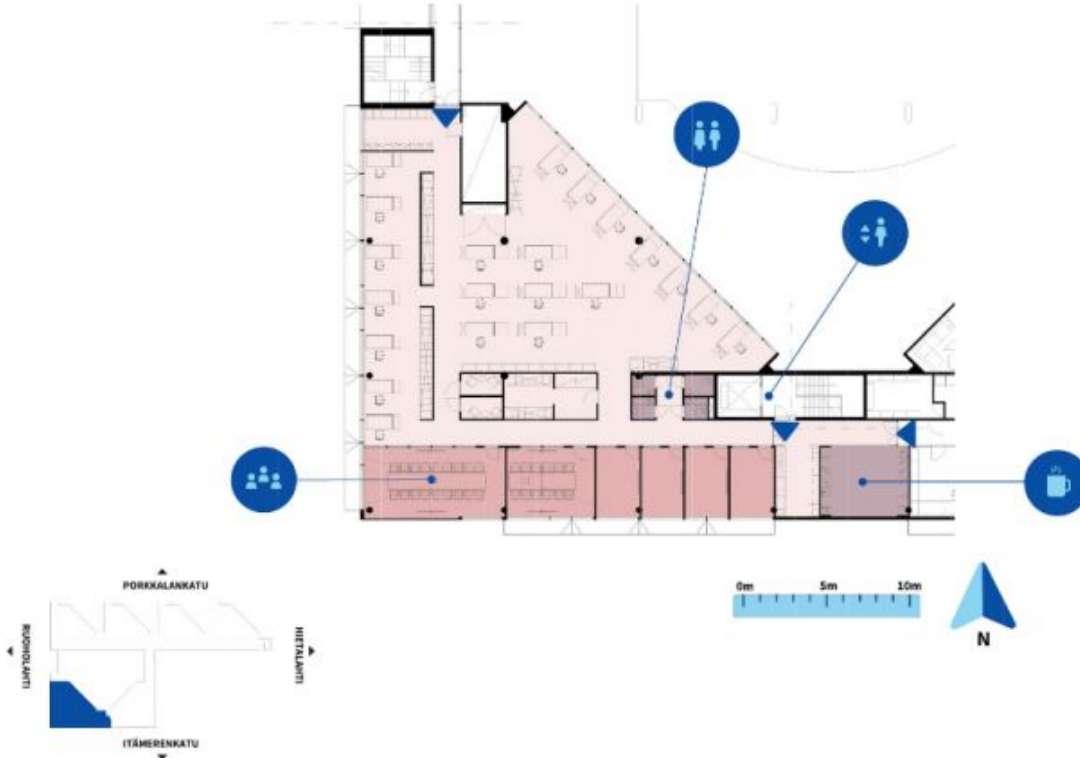 0m 5m 10m
N
PORKKALANKATU
RUOHOLAHTI
HIETALAHTI
ITÄMERENKATU